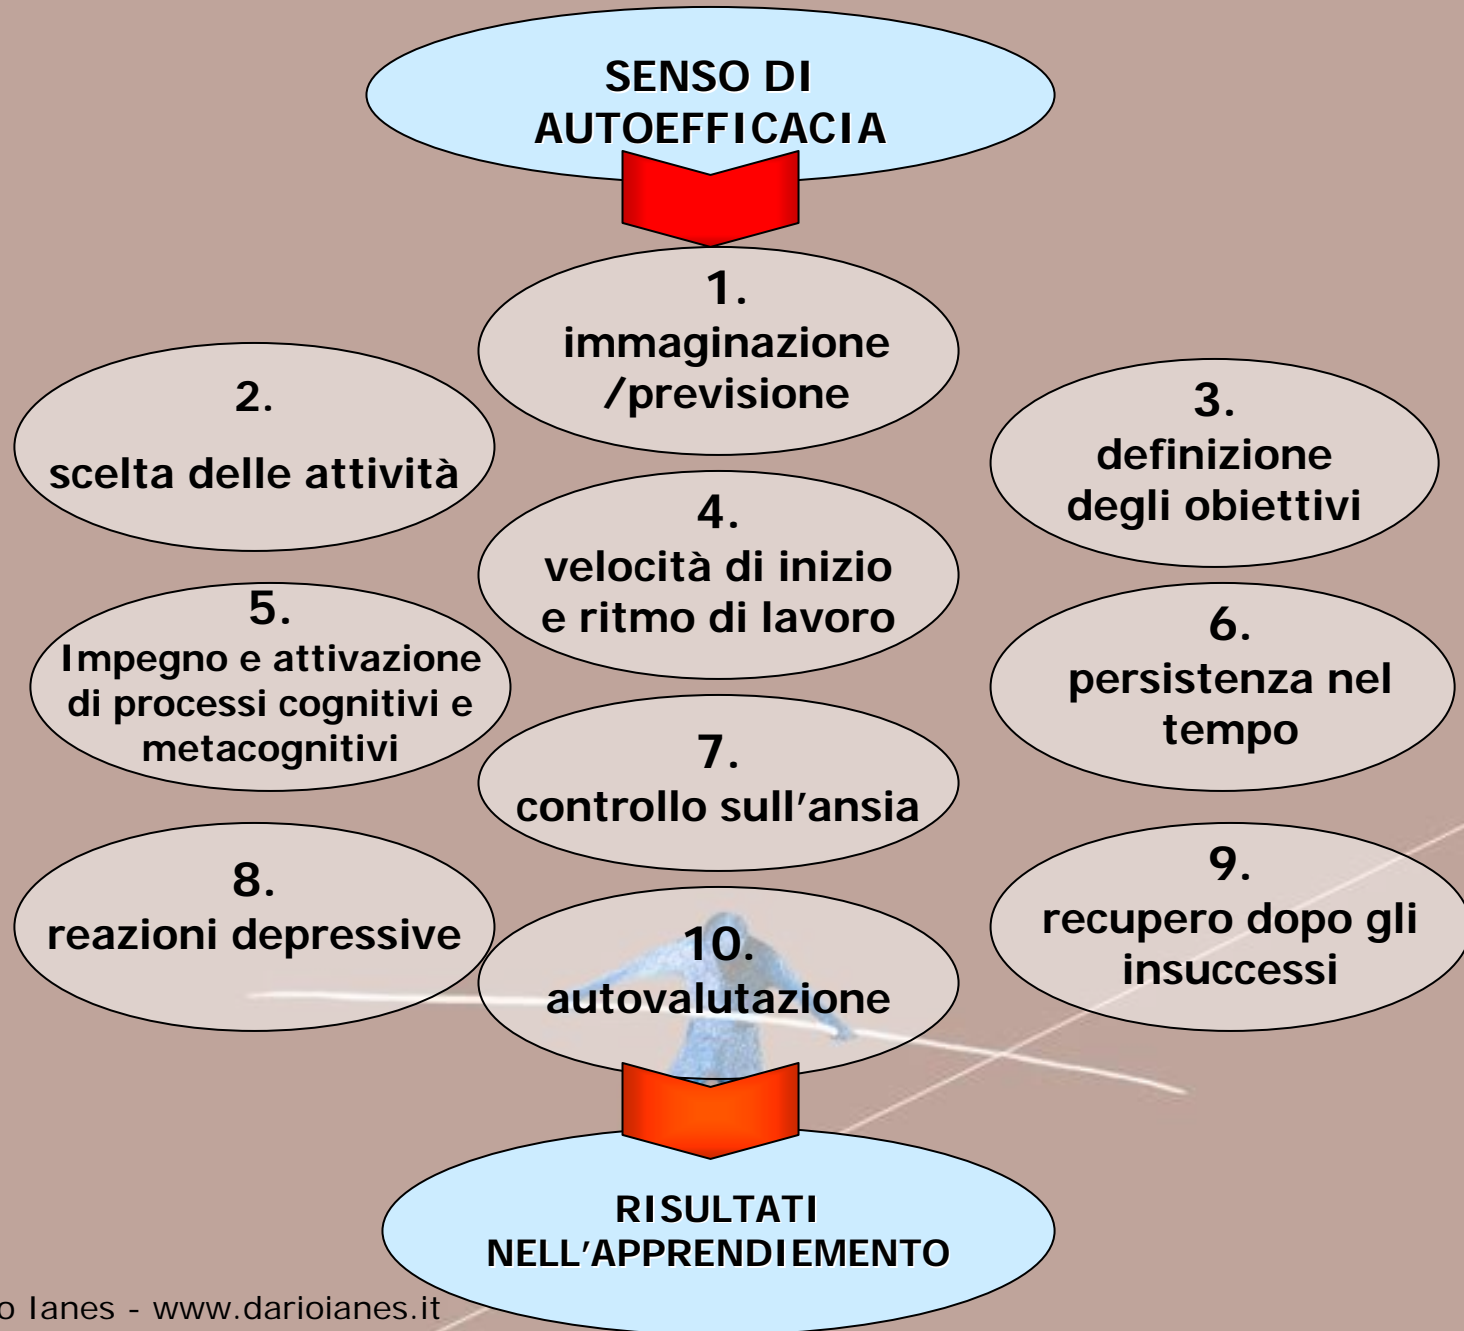 SENSO DI
AUTOEFFICACIA
1.
immaginazione
/previsione
2.
scelta delle attività
3.
definizione
degli obiettivi
4.
velocità di inizio
e ritmo di lavoro
5.
Impegno e attivazione
di processi cognitivi e
metacognitivi
6.
persistenza nel
tempo
7.
controllo sull’ansia
8.
reazioni depressive
9.
recupero dopo gli
insuccessi
10.
autovalutazione
RISULTATI
NELL’APPRENDIEMENTO
o Ianes - www.darioianes.it